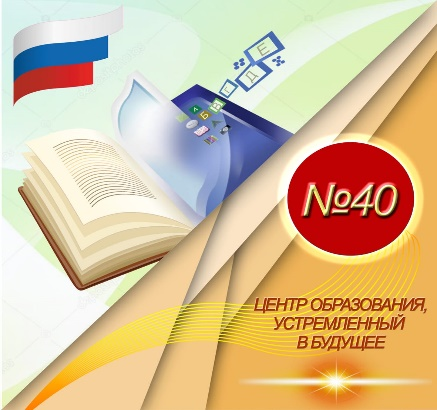 Е
Д
Г
В
Б
А
№40
ЦЕНТР ОБРАЗОВАНИЯ,
УСТРЕМЛЕННЫЙ
В БУДУЩЕЕ